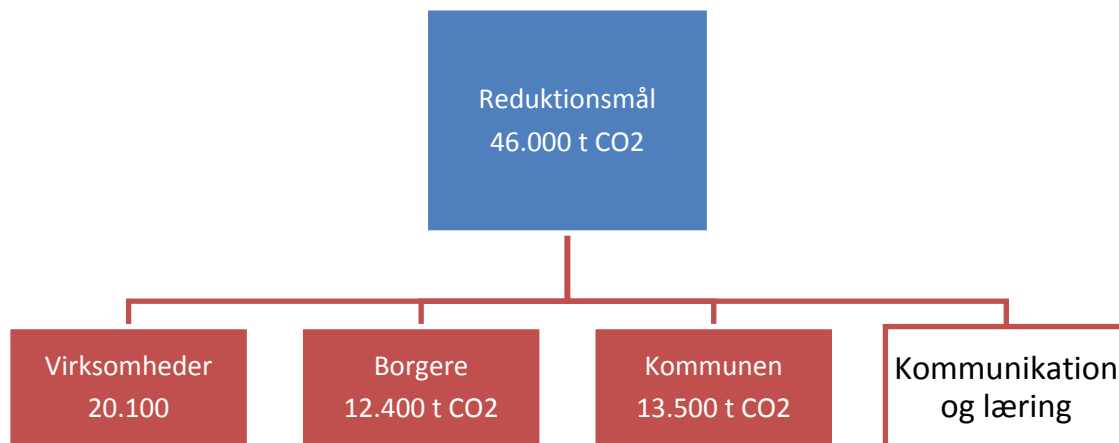 Reduktionsmål
46.000 t CO2
Virksomheder
20.100
Borgere
12.400 t CO2
Kommunen
13.500 t CO2
Kommunikation
og læring